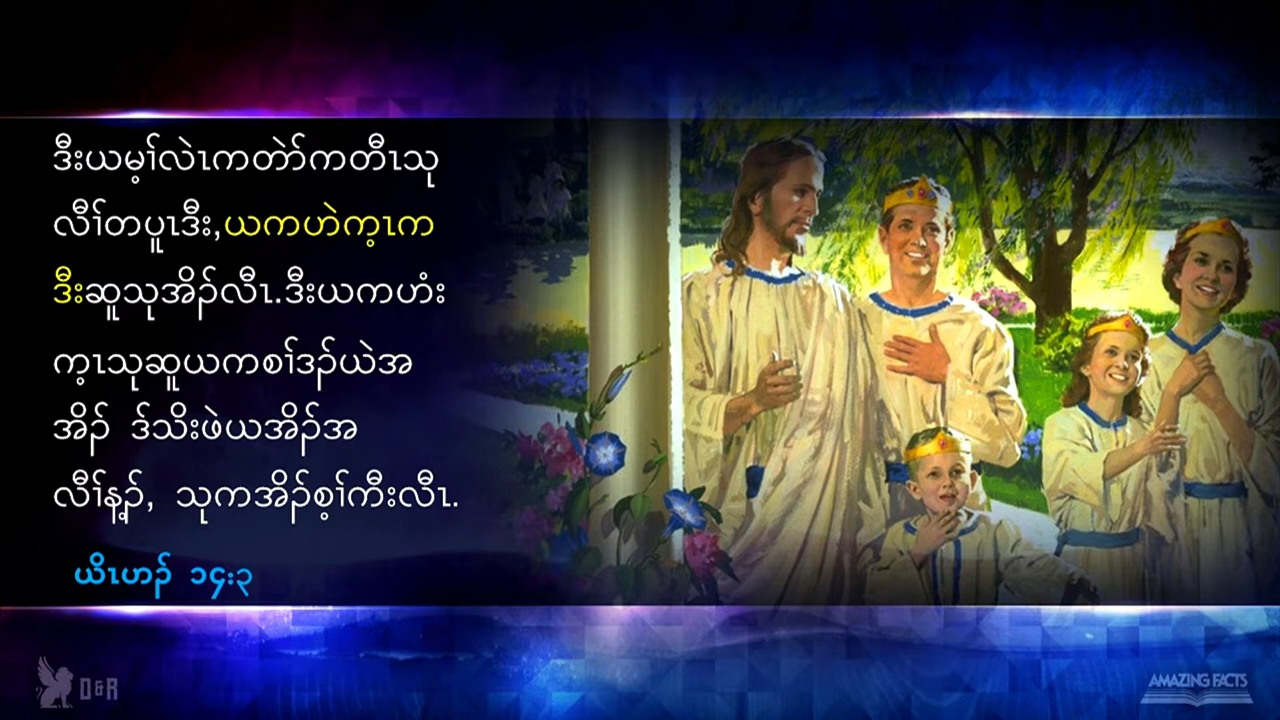 ဒီးယမ့ၢ်လဲၤကတဲာ်ကတီၤသု
လီၢ်တပူၤဒီး,ယကဟဲက့ၤက
ဒီးဆူသုအိၣ်လီၤ.ဒီးယကဟံး
က့ၤသုဆူယကစၢ်ဒၣ်ယဲအ
အိၣ် ဒ်သိးဖဲယအိၣ်အ
လီၢ်န့ၣ်, သုကအိၣ်စ့ၢ်ကီးလီၤ.
ယိၤဟၣ် ၁၄း၃
D&R
AMAZING FACTS